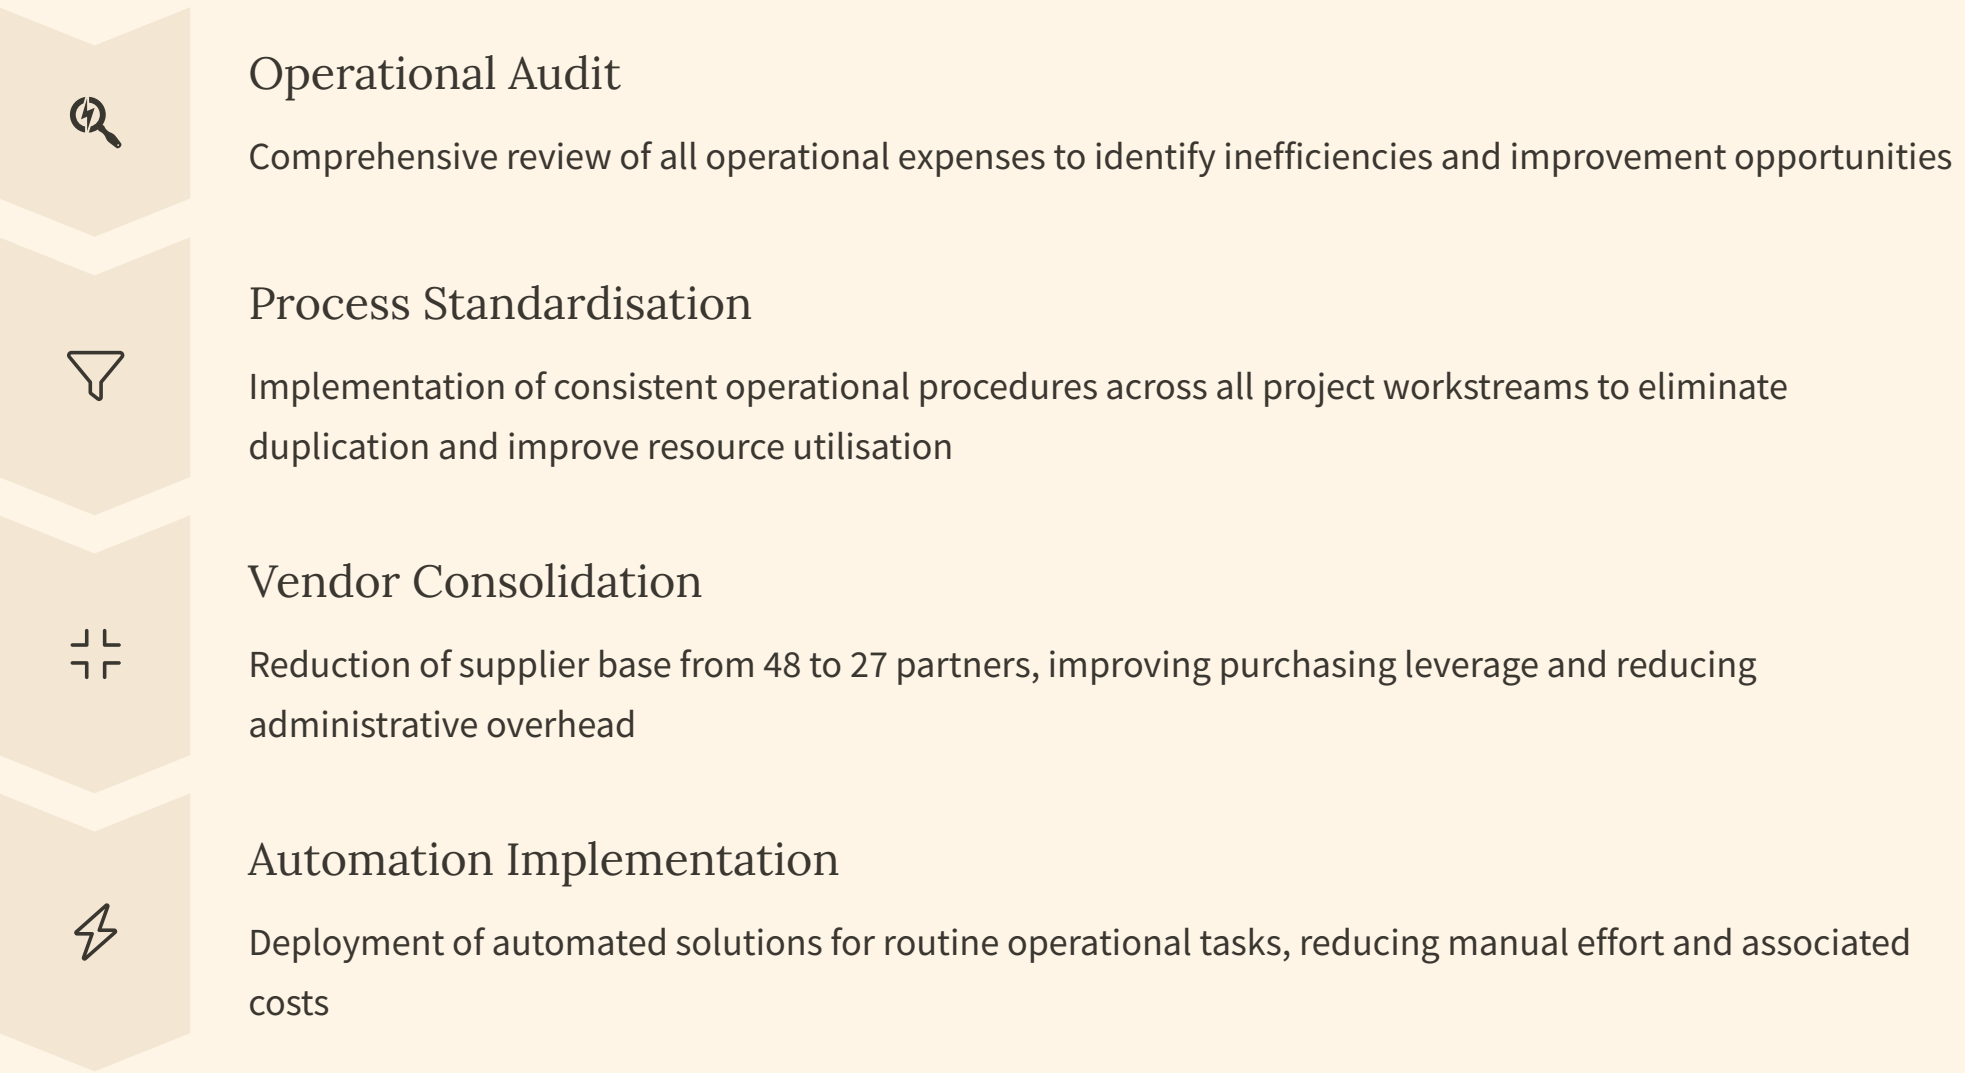 Operational Audit
Comprehensive review of all operational expenses to identify inefficiencies and improvement opportunities
Process Standardisation
Implementation of consistent operational procedures across all project workstreams to eliminate
duplication and improve resource utilisation
Vendor Consolidation
Reduction of supplier base from 48 to 27 partners, improving purchasing leverage and reducing
administrative overhead
Automation Implementation
Deployment of automated solutions for routine operational tasks, reducing manual effort and associated
costs